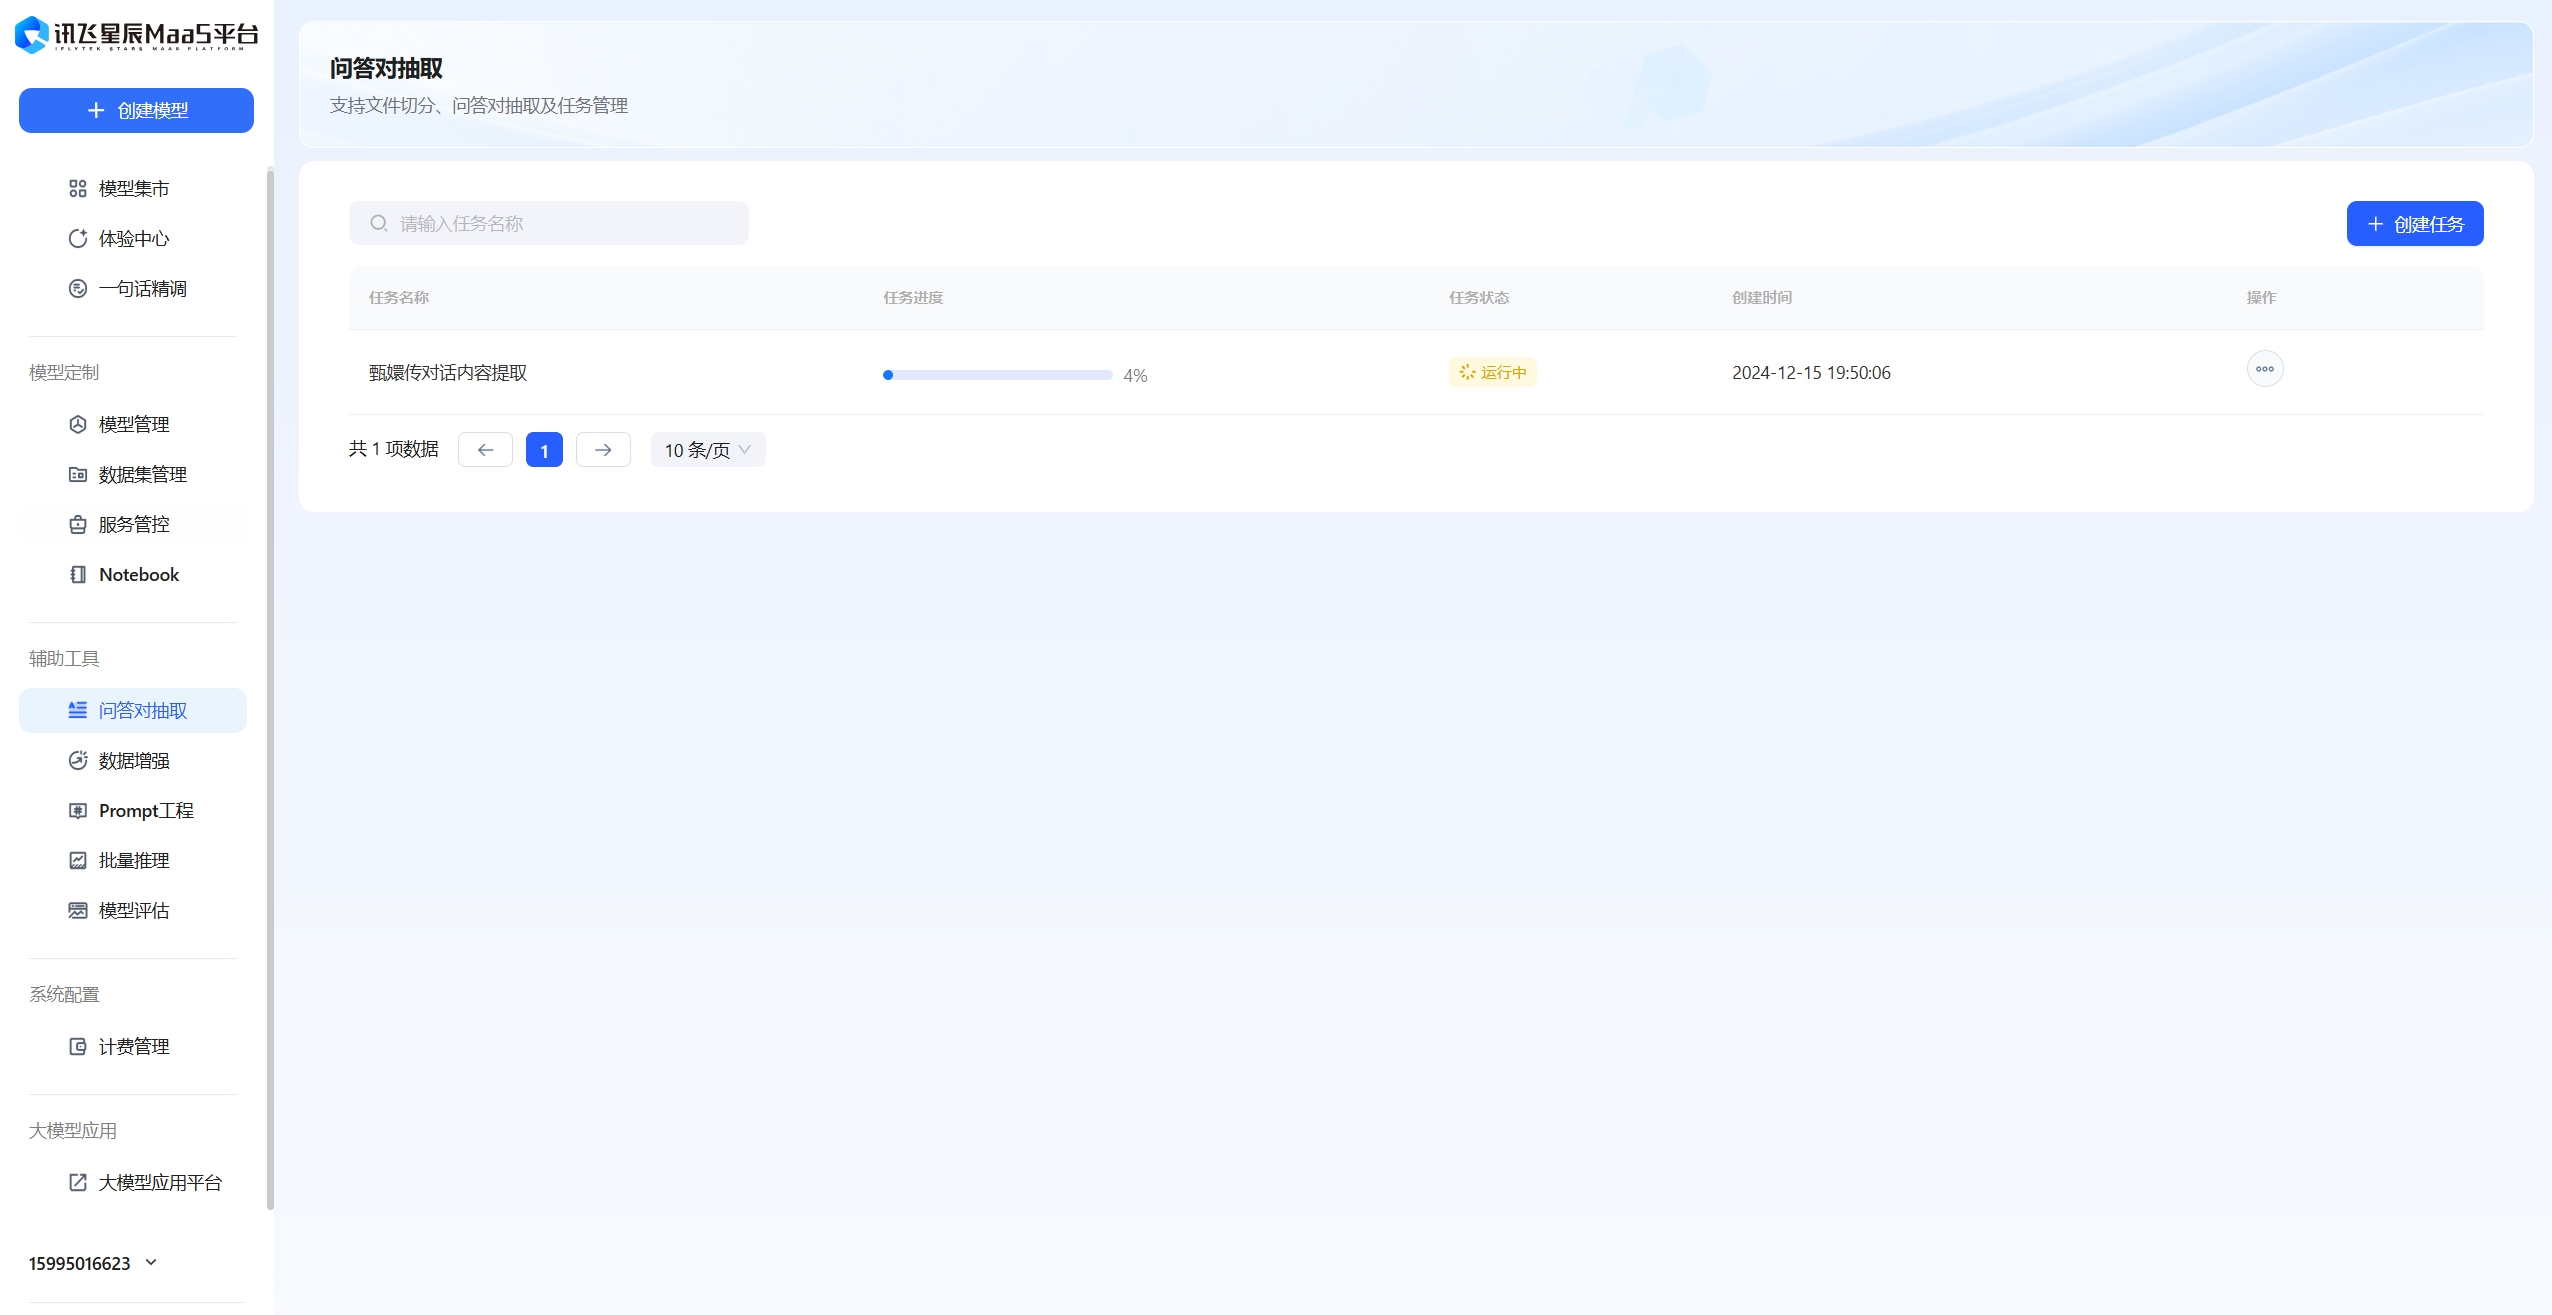 讯飞星辰MaaS平台
IFLYTEK STARS MAAS PLATFORM
创建模型
模型集市
体验中心
一句话精调
模型定制
模型管理
数据集管理
服务管控
Notebook
辅助工具
问答对抽取
数据增强
Prompt工程
批量推理
模型评估
系统配置
计费管理
大模型应用
大模型应用平台
15995016623
问答对抽取
支持文件切分、问答对抽取及任务管理
请输入任务名称
创建任务
任务名称 任务进度 任务状态 创建时间 操作
甄嬛传对话内容提取 4% 运行中 2024-12-15 19:50:06
共 1 项数据 1 10 条/页